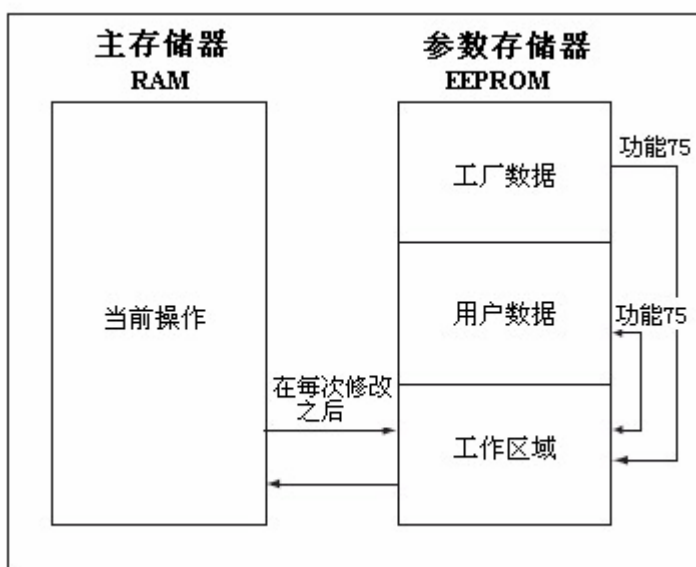 主存储器
RAM
参数存储器
EEPROM
工厂数据
功能75
当前操作
用户数据
功能75
在每次修改
之后
工作区域